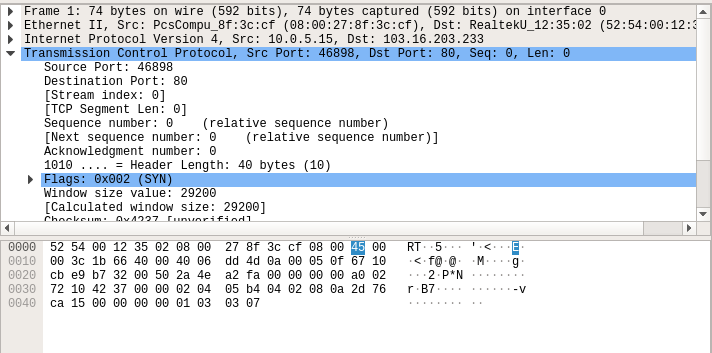 Frame 1: 74 bytes on wire (592 bits), 74 bytes captured (592 bits) on interface 0
Ethernet II, Src: PcsCompu_8f:3c:cf (08:00:27:8f:3c:cf), Dst: RealtekU_12:35:02 (52:54:00:12:3
Internet Protocol Version 4, Src: 10.0.5.15, Dst: 103.16.203.233
Transmission Control Protocol, Src Port: 46898, Dst Port: 80, Seq: 0, Len: 0
Source Port: 46898
Destination Port: 80
[Stream index: 0]
[TCP Segment Len: 0]
Sequence number: 0    (relative sequence number)
[Next sequence number: 0    (relative sequence number)]
Acknowledgment number: 0
1010 .... = Header Length: 40 bytes (10)
Flags: 0x002 (SYN)
Window size value: 29200
[Calculated window size: 29200]
Checksum: 0x4237 [unverified]
0000 52 54 00 12 35 02 08 00 27 8f 3c cf 08 00 45 00 RT··5··· '·<···E·
0010 00 3c 1b 66 40 00 40 06 dd 4d 0a 00 05 0f 67 10 ·<·f@·@· ·M····g·
0020 cb e9 b7 32 00 50 2a 4e a2 fa 00 00 00 00 a0 02 ···2·P*N ········
0030 72 10 42 37 00 00 02 04 05 b4 04 02 08 0a 2d 76 r·B7···· ······-v
0040 ca 15 00 00 00 00 01 03 03 07 ········ ··